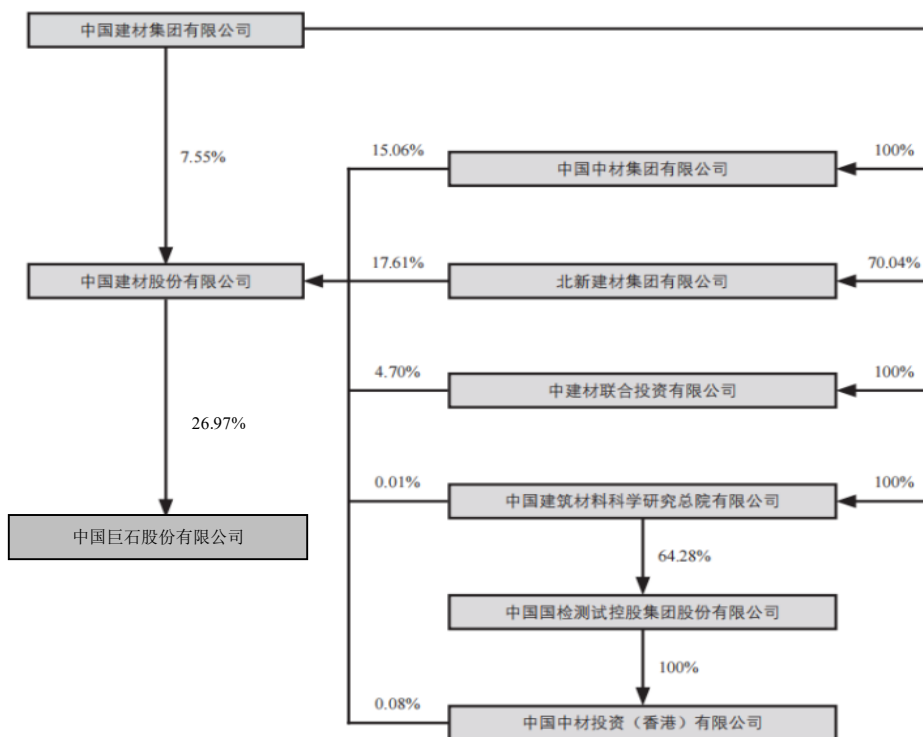 中国建材集团有限公司
7.55%
15.06%
中国中材集团有限公司
100%
中国建材股份有限公司
17.61%
北新建材集团有限公司
70.04%
4.70%
中建材联合投资有限公司
100%
26.97%
0.01%
中国建筑材料科学研究总院有限公司
100%
中国巨石股份有限公司
64.28%
中国国检测试控股集团股份有限公司
100%
0.08%
中国中材投资（香港）有限公司